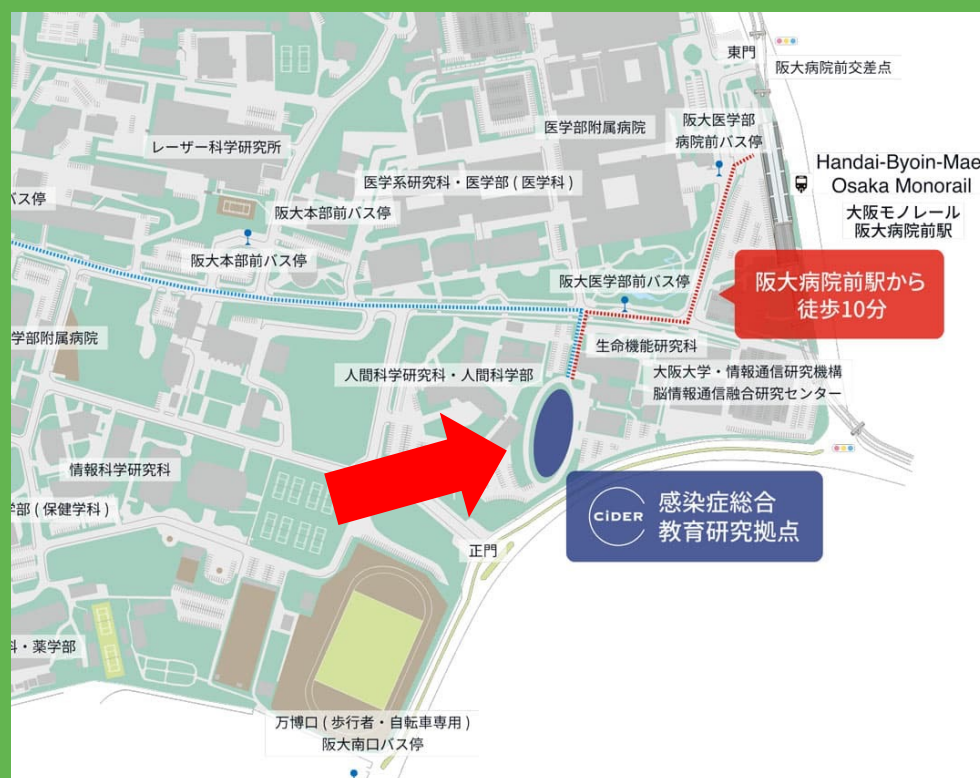 東門
阪大病院前交差点
阪大医学部
病院前バス停
医学部附属病院
レーザー科学研究所
Handai-Byoin-Mae
Osaka Monorail
大阪モノレール
阪大病院前駅
医学系研究科・医学部 ( 医学科 )
バス停
阪大本部前バス停
阪大本部前バス停
阪大医学部前バス停
阪大病院前駅から
徒歩10分
学部附属病院
生命機能研究科
人間科学研究科・人間科学部
大阪大学・情報通信研究機構
脳情報通信融合研究センター
情報科学研究科
学部 ( 保健学科 )
CiDER
感染症総合
教育研究拠点
正門
科・薬学部
万博口 ( 歩行者・自転車専用 )
阪大南口バス停